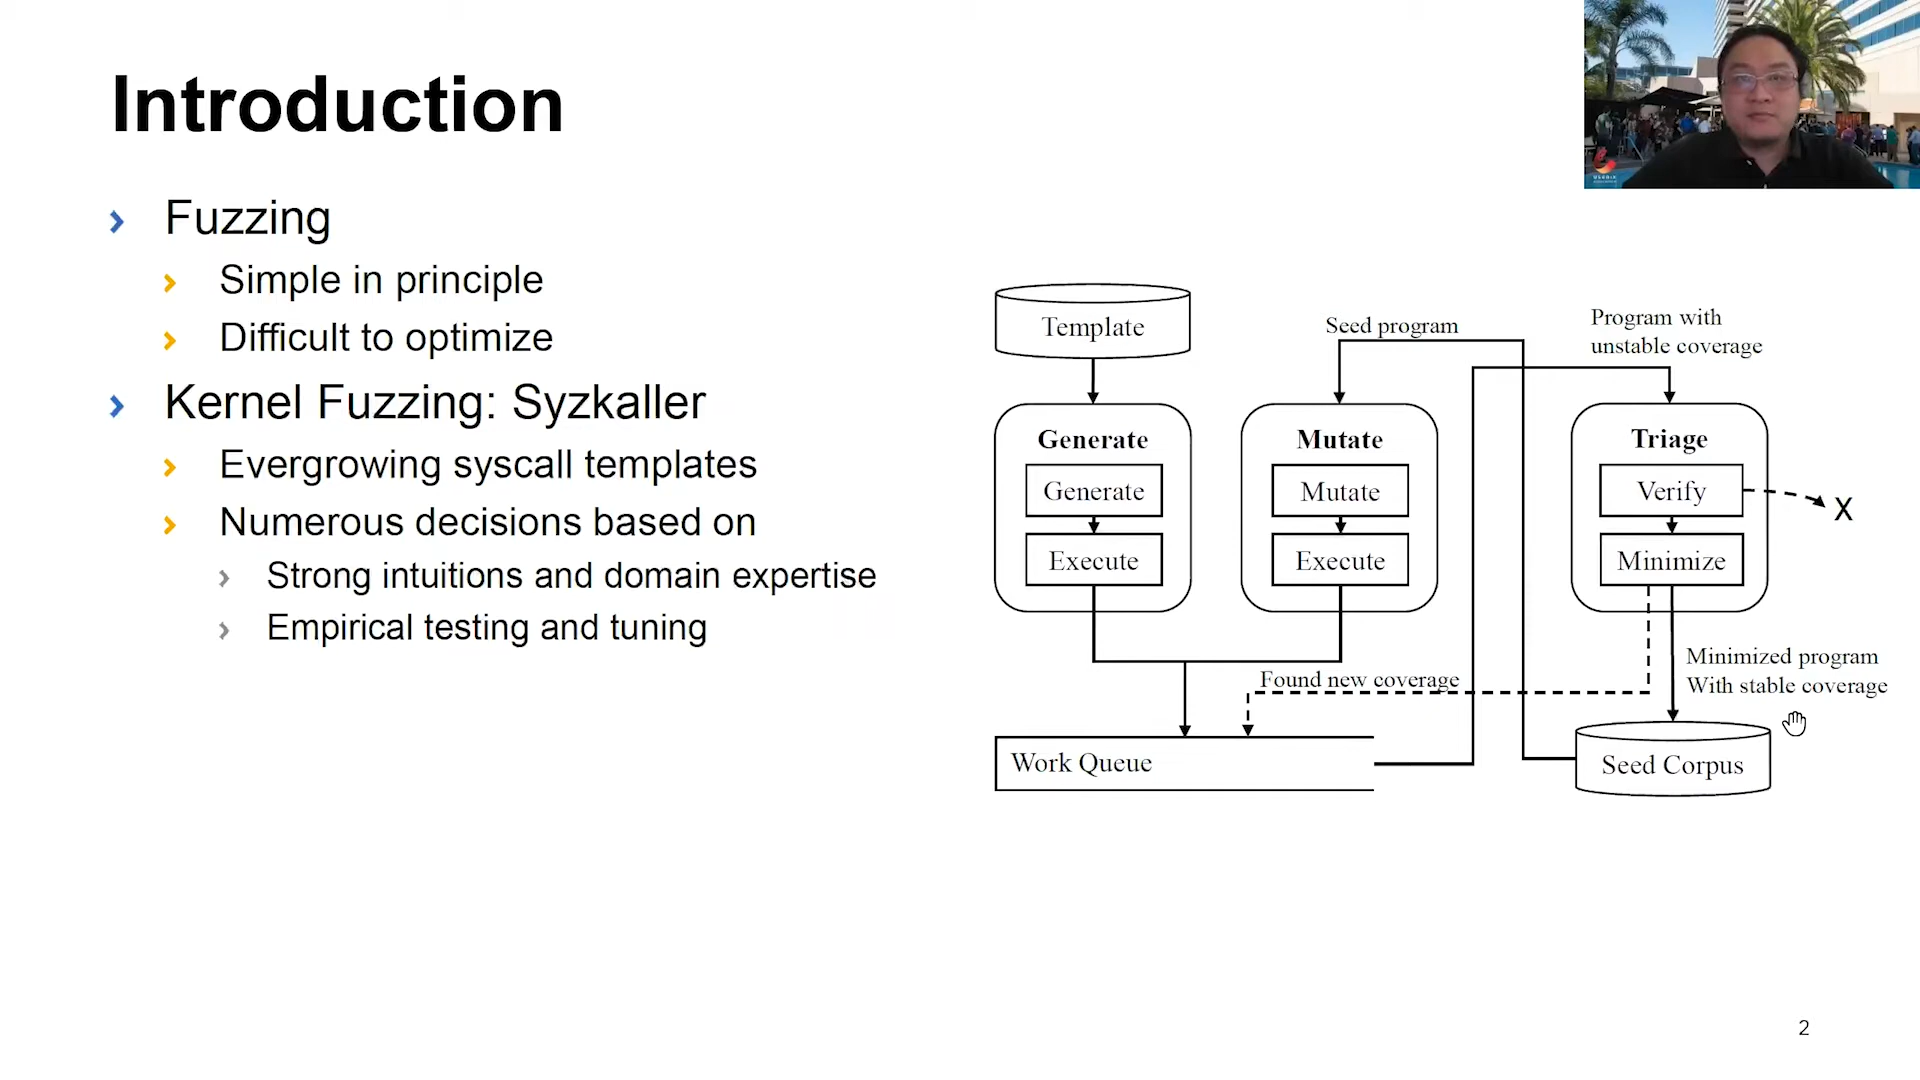 Introduction
Fuzzing
Simple in principle
Difficult to optimize
Kernel Fuzzing: Syzkaller
Evergrowing syscall templates
Numerous decisions based on
Strong intuitions and domain expertise
Empirical testing and tuning
Template
Seed program
Program with
unstable coverage
Generate
Generate
Execute
Mutate
Mutate
Execute
Triage
Verify
X
Minimize
Found new coverage
Minimized program
With stable coverage
Work Queue
Seed Corpus
2